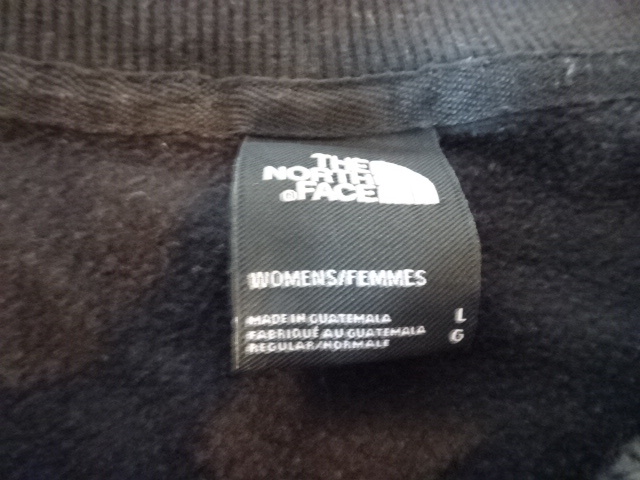 THE
NORTH
®FACE
WOMENS/FEMMES
MADE IN GUATEMALA L
FABRIQUÉ AU GUATEMALA G
REGULAR/NORMALE